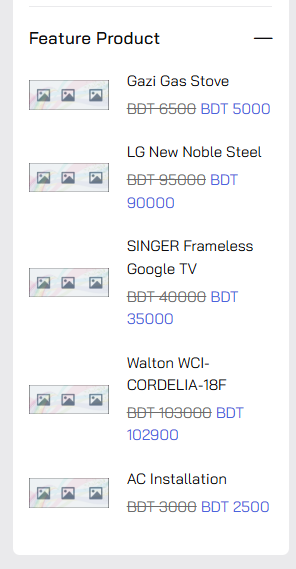 Feature Product
Gazi Gas Stove
BDT 6500 BDT 5000
LG New Noble Steel
BDT 95000 BDT
90000
SINGER Frameless
Google TV
BDT 40000 BDT
35000
Walton WCI-
CORDELIA-18F
BDT 103000 BDT
102900
AC Installation
BDT 3000 BDT 2500